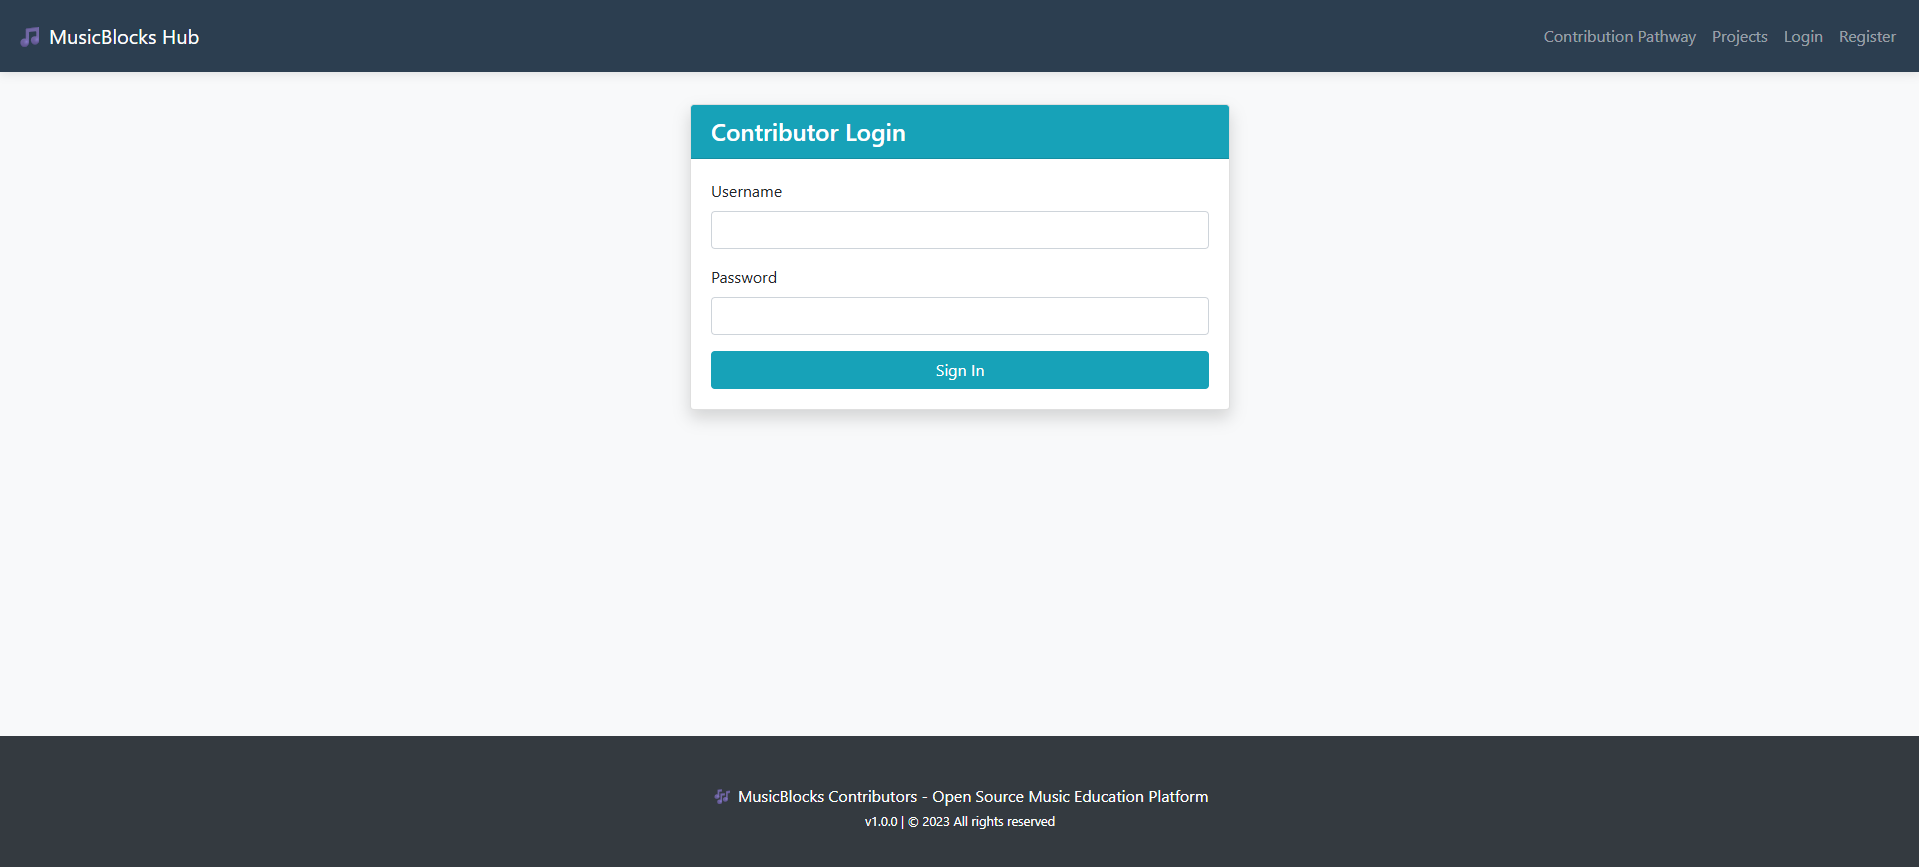 MusicBlocks Hub
Contribution Pathway Projects Login Register
Contributor Login
Username
Password
Sign In
MusicBlocks Contributors - Open Source Music Education Platform
v1.0.0 | © 2023 All rights reserved